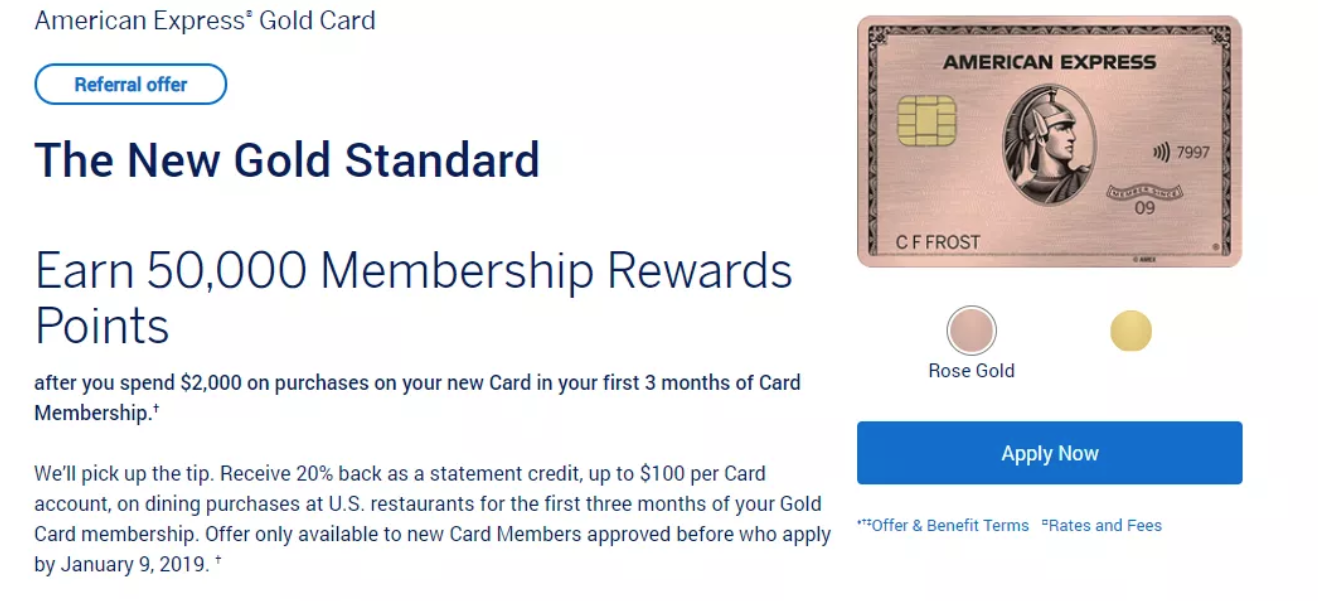 American Express® Gold Card
Referral offer
The New Gold Standard
Earn 50,000 Membership Rewards
Points
after you spend $2,000 on purchases on your new Card in your first 3 months of Card
Membership.†
We'll pick up the tip. Receive 20% back as a statement credit, up to $100 per Card
account, on dining purchases at U.S. restaurants for the first three months of your Gold
Card membership. Offer only available to new Card Members approved before who apply
by January 9, 2019. †
AMERICAN EXPRESS
7997
MEMBER SINCE
09
C F FROST
®
© AMEX
Rose Gold
Apply Now
*†‡Offer & Benefit Terms ¤Rates and Fees